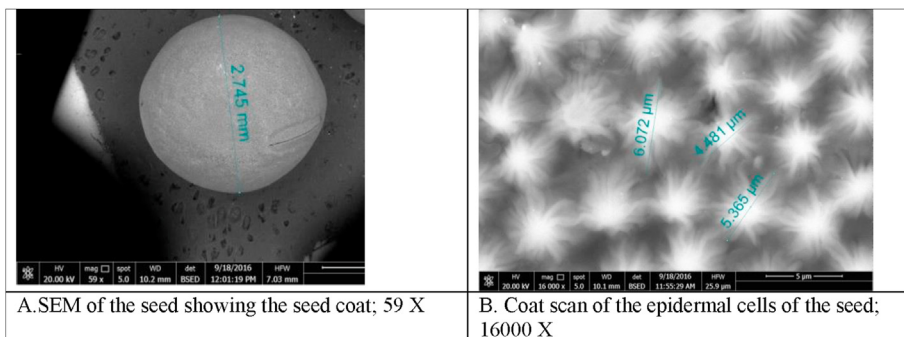 2.745 mm
HV mag spot WD det 9/18/2016 HFW
20.00 kV 59 x 5.0 10.2 mm BSED 12:01:19 PM 7.03 mm
6.072 µm
4.481 µm
5.365 µm
HV mag spot WD det 9/18/2016 HFW 5 µm
20.00 kV 16 000 x 5.0 10.1 mm BSED 11:55:29 AM 25.9 µm
A.SEM of the seed showing the seed coat; 59 X
B. Coat scan of the epidermal cells of the seed;
16000 X